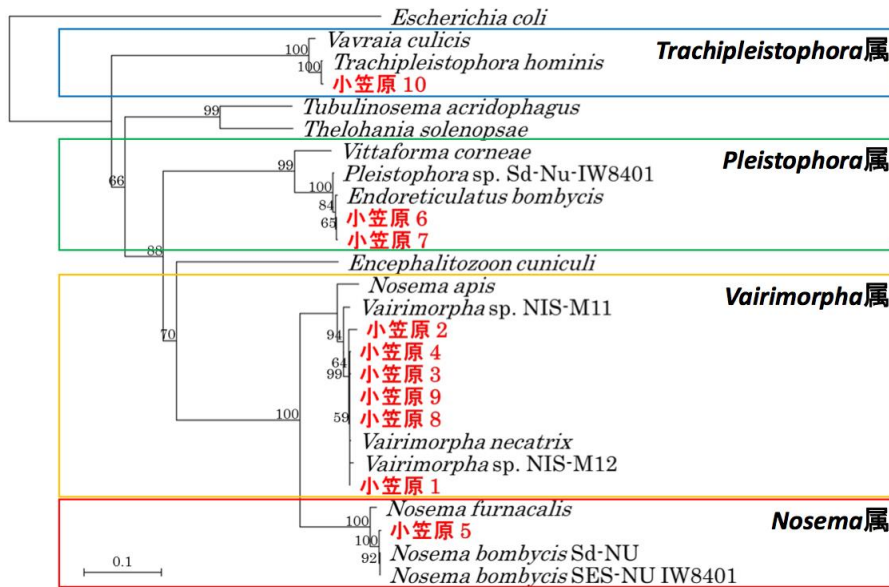 Escherichia coli
Vavraia culicis
Trachipleistophora属
100
Trachipleistophora hominis
100
小笠原 10
Tubulinosema acridophagus
99
Thelohania solenopsae
Vittaforma corneae
Pleistophora属
99
Pleistophora sp. Sd-Nu-IW8401
66
100
Endoreticulatus bombycis
84
小笠原 6
65
小笠原 7
88
Encephalitozoon cuniculi
Nosema apis
Vairimorpha属
Vairimorpha sp. NIS-M11
70
94
小笠原 2
小笠原 4
64
99
小笠原 3
小笠原 9
100
59
小笠原 8
Vairimorpha necatrix
Vairimorpha sp. NIS-M12
小笠原 1
Nosema furnacalis
Nosema属
100
小笠原 5
100
Nosema bombycis Sd-NU
92
0.1
Nosema bombycis SES-NU IW8401